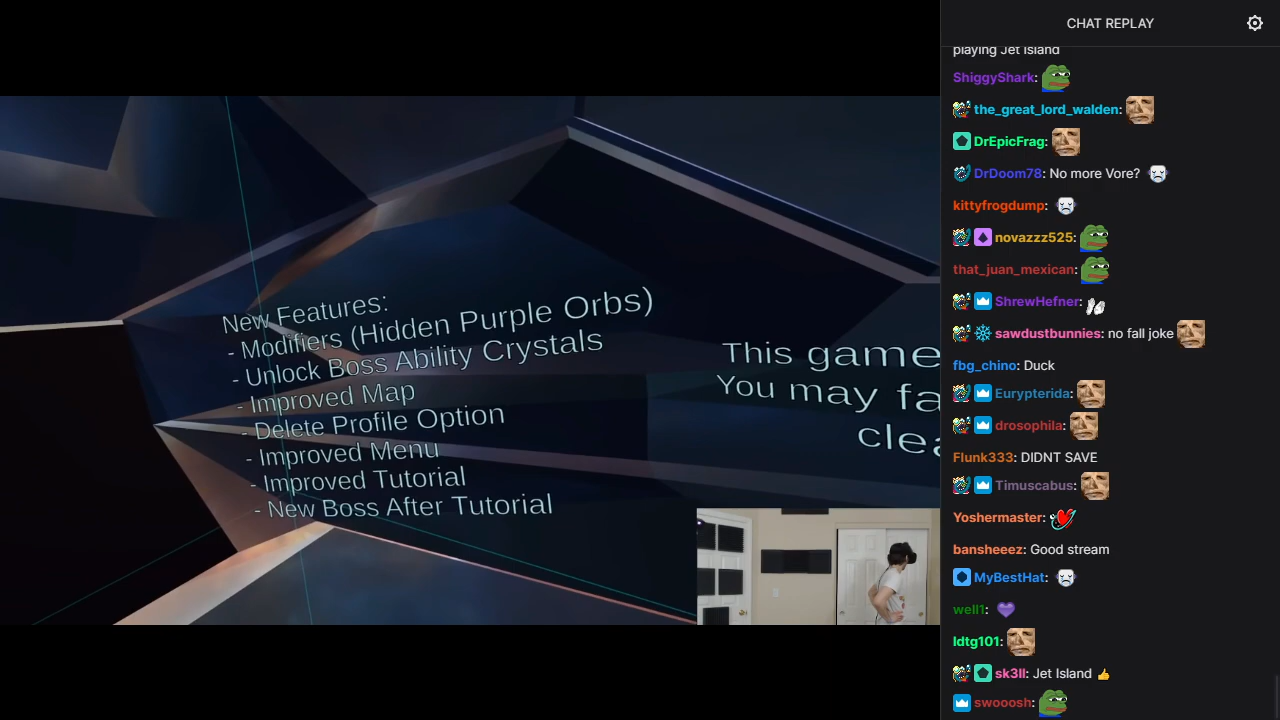 New Features:
- Modifiers (Hidden Purple Orbs)
- Unlock Boss Ability Crystals
- Improved Map
- Delete Profile Option
- Improved Menu
- Improved Tutorial
- New Boss After Tutorial
This game
You may fa
clea
CHAT REPLAY
playing Jet Island
ShiggyShark:
the_great_lord_walden:
DrEpicFrag:
DrDoom78: No more Vore?
kittyfrogdump:
novazzz525:
that_juan_mexican:
ShrewHefner:
sawdustbunnies: no fall joke
fbg_chino: Duck
Eurypterida:
drosophila:
Flunk333: DIDNT SAVE
Timuscabus:
Yoshermaster:
bansheeez: Good stream
MyBestHat:
well1:
ldtg101:
sk3ll: Jet Island 👍
swooosh: